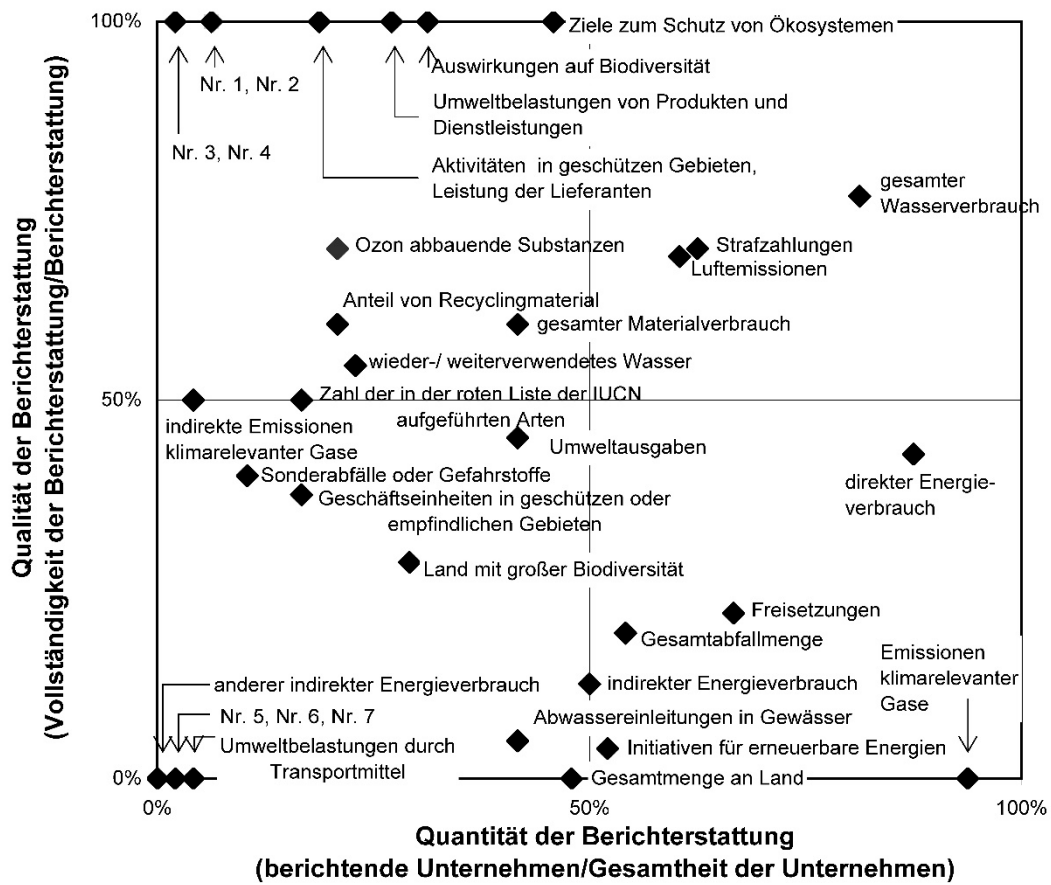 100%
Ziele zum Schutz von Ökosystemen
Auswirkungen auf Biodiversität
Nr. 1, Nr. 2
Umweltbelastungen von Produkten und
Dienstleistungen
Nr. 3, Nr. 4
Aktivitäten in geschützen Gebieten,
Leistung der Lieferanten
gesamter
Wasserverbrauch
Ozon abbauende Substanzen
Strafzahlungen
Luftemissionen
Anteil von Recyclingmaterial
gesamter Materialverbrauch
wieder-/ weiterverwendetes Wasser
50%
Zahl der in der roten Liste der IUCN
aufgeführten Arten
indirekte Emissionen
klimarelevanter Gase
Umweltausgaben
Sonderabfälle oder Gefahrstoffe
direkter Energie-
verbrauch
Geschäftseinheiten in geschützen oder
empfindlichen Gebieten
Land mit großer Biodiversität
Freisetzungen
Gesamtabfallmenge
Emissionen
klimarelevanter
Gase
anderer indirekter Energieverbrauch
indirekter Energieverbrauch
Nr. 5, Nr. 6, Nr. 7
Abwassereinleitungen in Gewässer
Umweltbelastungen durch
Transportmittel
Initiativen für erneuerbare Energien
0%
Gesamtmenge an Land
0%
50%
100%
Qualität der Berichterstattung
(Vollständigkeit der Berichterstattung/Berichterstattung)
Quantität der Berichterstattung
(berichtende Unternehmen/Gesamtheit der Unternehmen)